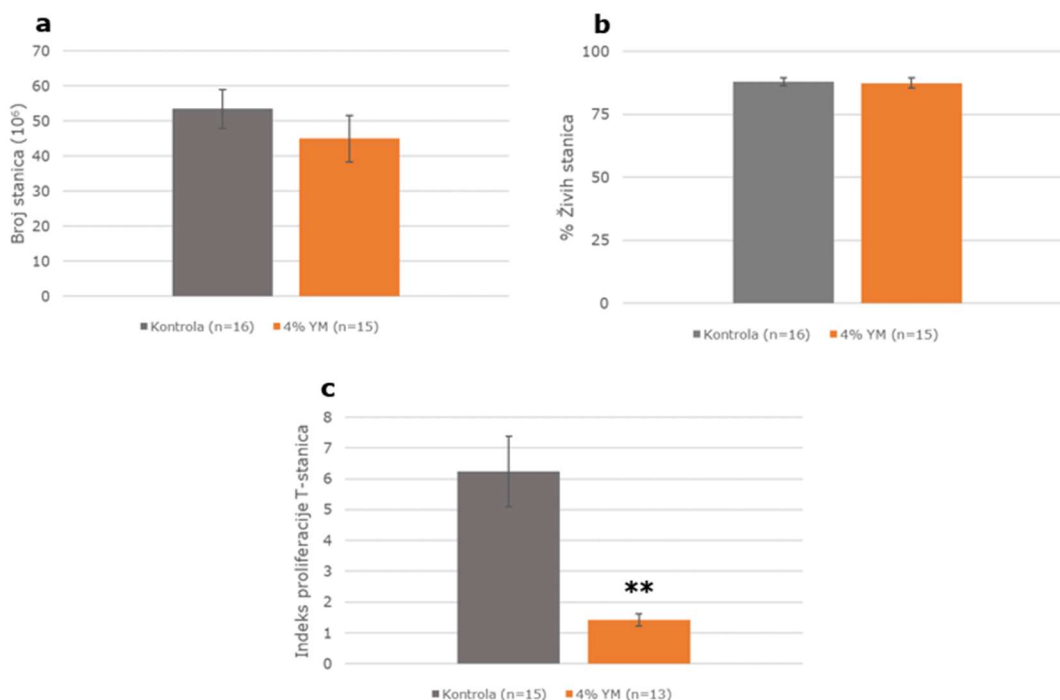 a
70
60
50
40
30
20
10
0
Broj stanica (10⁶)
Kontrola (n=16) 4% YM (n=15)
b
100
75
50
25
0
% Živih stanica
Kontrola (n=16) 4% YM (n=15)
c
8
7
6
5
4
3
2
1
0
Indeks proliferacije T-stanica
**
Kontrola (n=15) 4% YM (n=13)